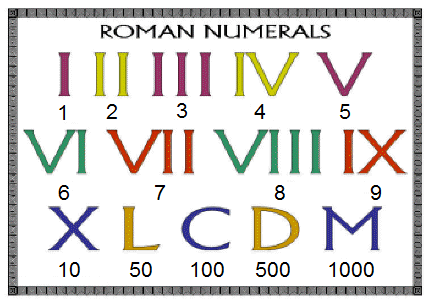 ROMAN NUMERALS
I II III IV V
1 2 3 4 5
VI VII VIII IX
6 7 8 9
X L C D M
10 50 100 500 1000